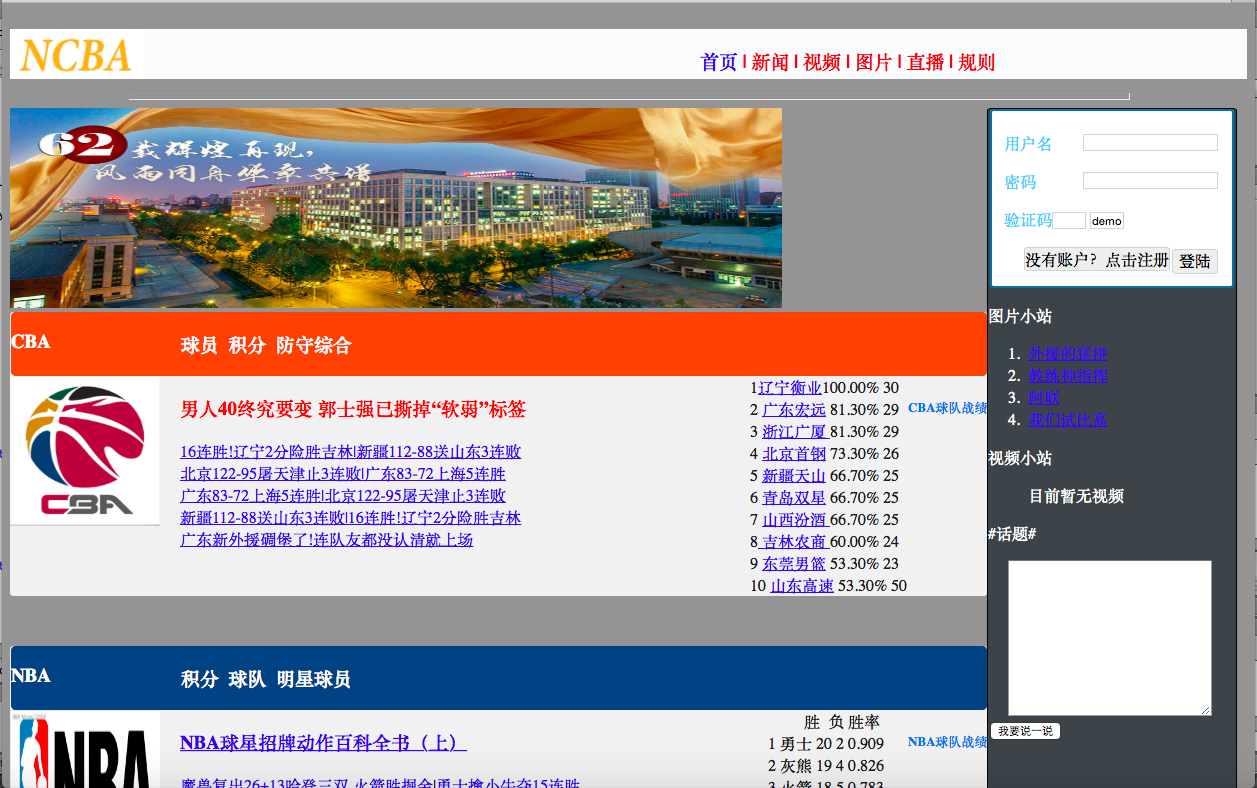 NCBA
首页 | 新闻 | 视频 | 图片 | 直播 | 规则
62 载辉煌再现，
风雨同舟华章共谱
用户名
密码
验证码 demo
没有账户？点击注册 登陆
CBA
球员 积分 防守综合
CBA
男人40终究要变 郭士强已撕掉“软弱”标签
16连胜!辽宁2分险胜吉林|新疆112-88送山东3连败
北京122-95屠天津止3连败|广东83-72上海5连胜
广东83-72上海5连胜|北京122-95屠天津止3连败
新疆112-88送山东3连败|16连胜!辽宁2分险胜吉林
广东新外援碉堡了!连队友都没认清就上场
1辽宁衡业100.00% 30
2 广东宏远 81.30% 29
3 浙江广厦 81.30% 29
4 北京首钢 73.30% 26
5 新疆天山 66.70% 25
6 青岛双星 66.70% 25
7 山西汾酒 66.70% 25
8 吉林农商 60.00% 24
9 东莞男篮 53.30% 23
10 山东高速 53.30% 50
CBA球队战绩
NBA
积分 球队 明星球员
NBA
NBA球星招牌动作百科全书（上）
魔兽复出26+13哈登三双 火箭胜掘金|勇士擒小牛夺15连胜
胜 负 胜率
1 勇士 20 2 0.909
2 灰熊 19 4 0.826
3 火箭 18 5 0.783
NBA球队战绩
图片小站
1. 外援的猛拼
2. 教练神指挥
3. 阿联
4. 我们试比高
视频小站
目前暂无视频
#话题#
我要说一说